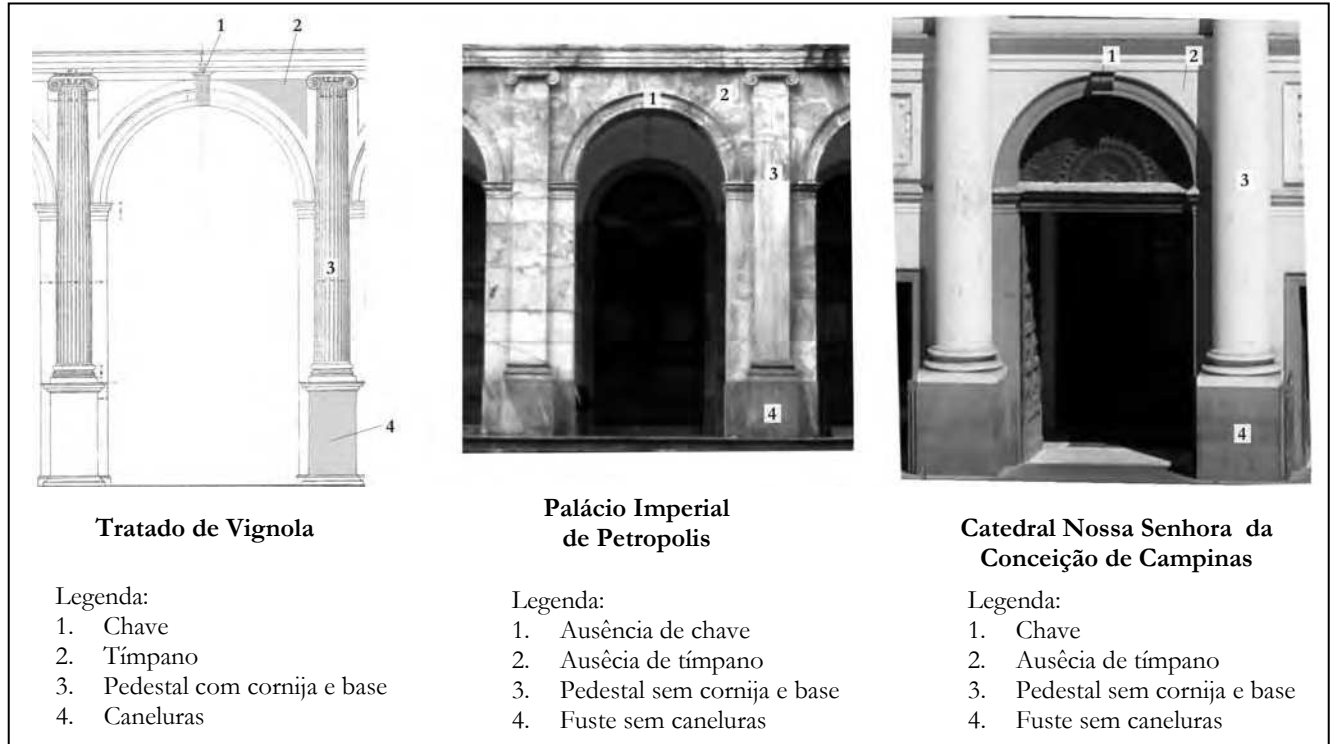 1
2
3
4
1
2
3
4
1
2
3
4
Tratado de Vignola
Legenda:
1. Chave
2. Tímpano
3. Pedestal com cornija e base
4. Caneluras
Palácio Imperial
de Petropolis
Legenda:
1. Ausência de chave
2. Ausêcia de tímpano
3. Pedestal sem cornija e base
4. Fuste sem caneluras
Catedral Nossa Senhora da
Conceição de Campinas
Legenda:
1. Chave
2. Ausêcia de tímpano
3. Pedestal sem cornija e base
4. Fuste sem caneluras